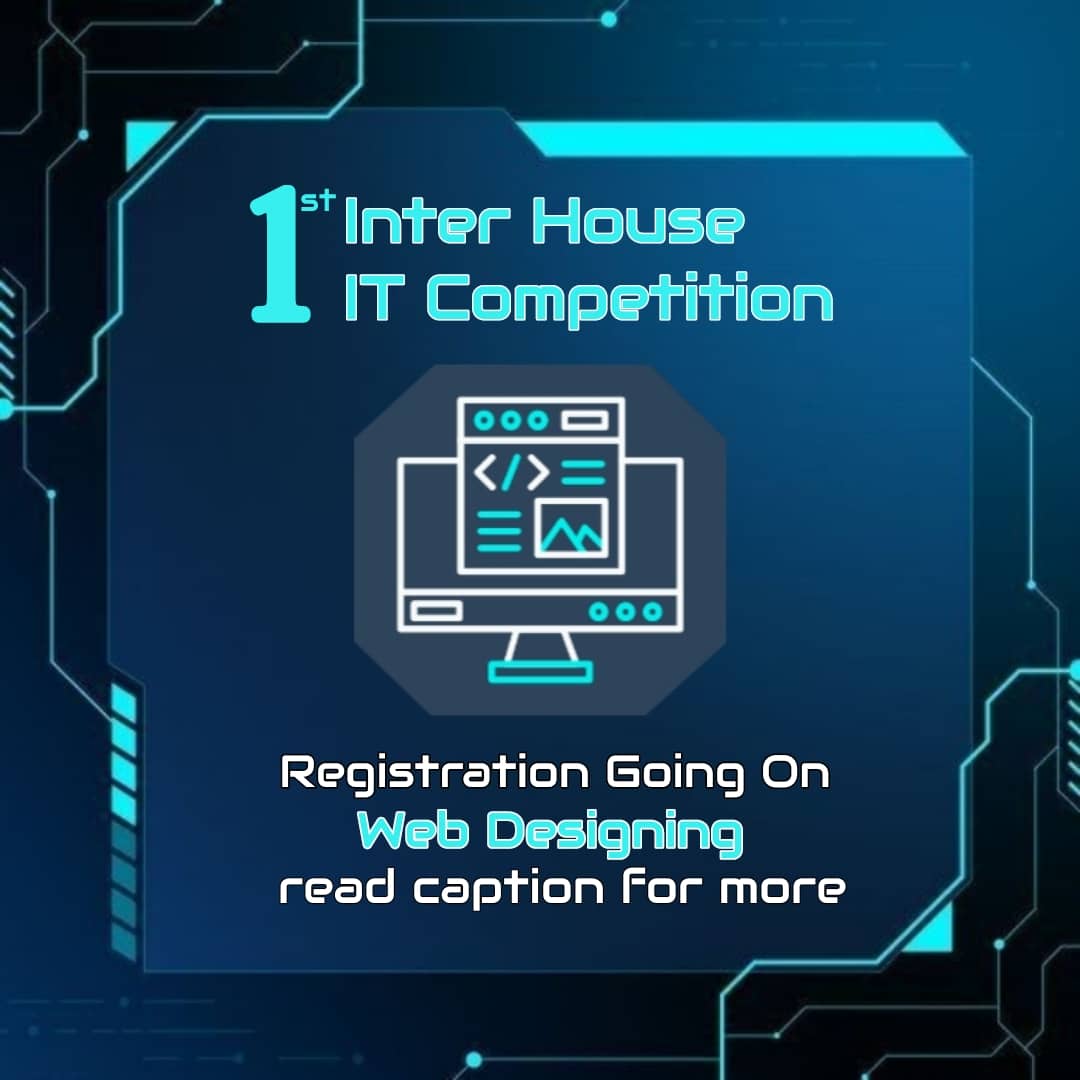 1st Inter House
IT Competition
</>
Registration Going On
Web Designing
read caption for more